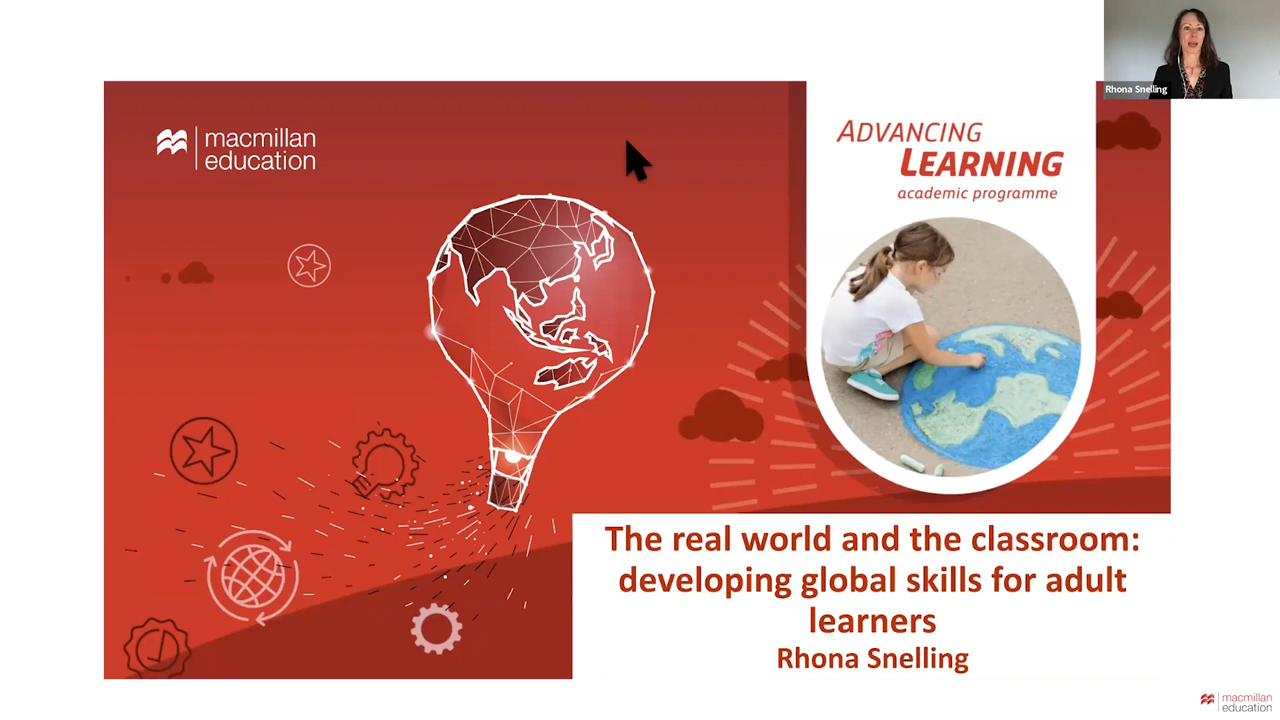 Rhona Snelling
macmillan
education
ADVANCING
LEARNING
academic programme
The real world and the classroom:
developing global skills for adult
learners
Rhona Snelling
macmillan
education